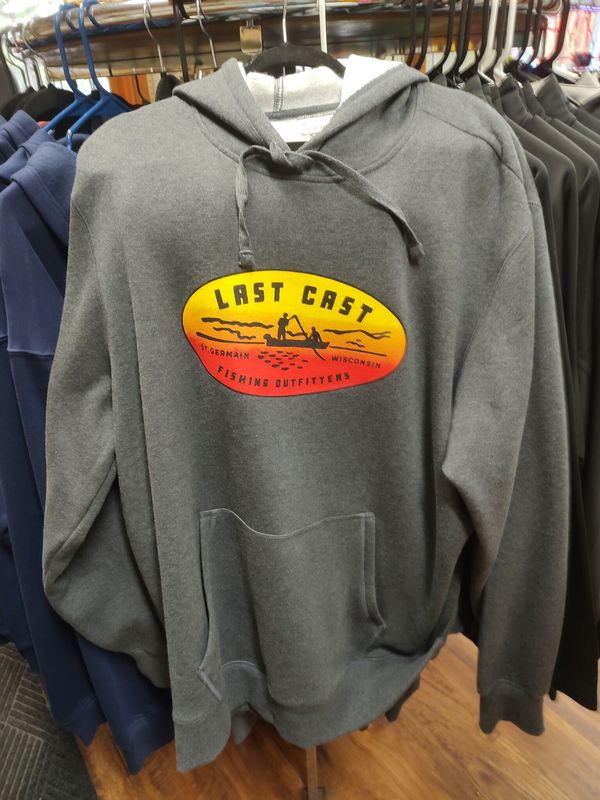 LAST CAST
ST. GERMAIN WISCONSIN
FISHING OUTFITTERS